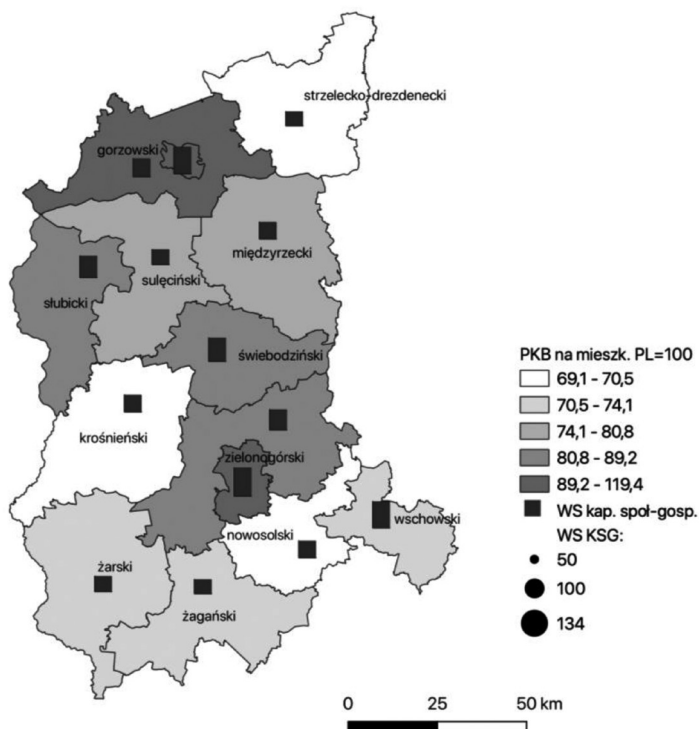 strzelecko-drezdenecki
gorzowski
międzyrzecki
sulęciński
słubicki
świebodziński
krośnieński
zielonogórski
wschowski
nowosolski
żarski
żagański
PKB na mieszk. PL=100
69,1 - 70,5
70,5 - 74,1
74,1 - 80,8
80,8 - 89,2
89,2 - 119,4
WS kap. społ-gosp.
WS KSG:
50
100
134
0 25 50 km